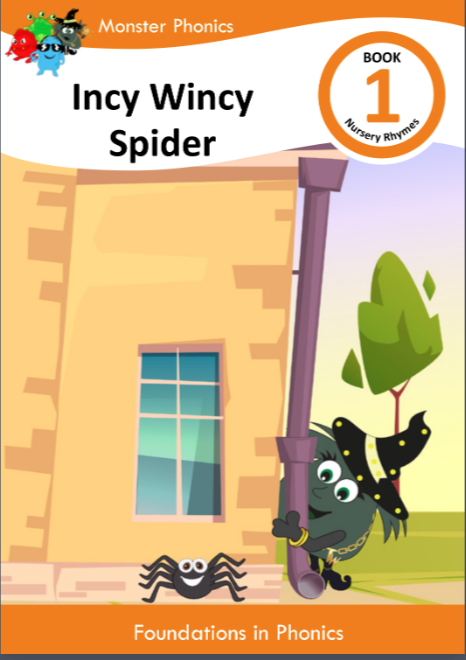 Monster Phonics
Incy Wincy
Spider
BOOK
1
Nursery Rhymes
Foundations in Phonics